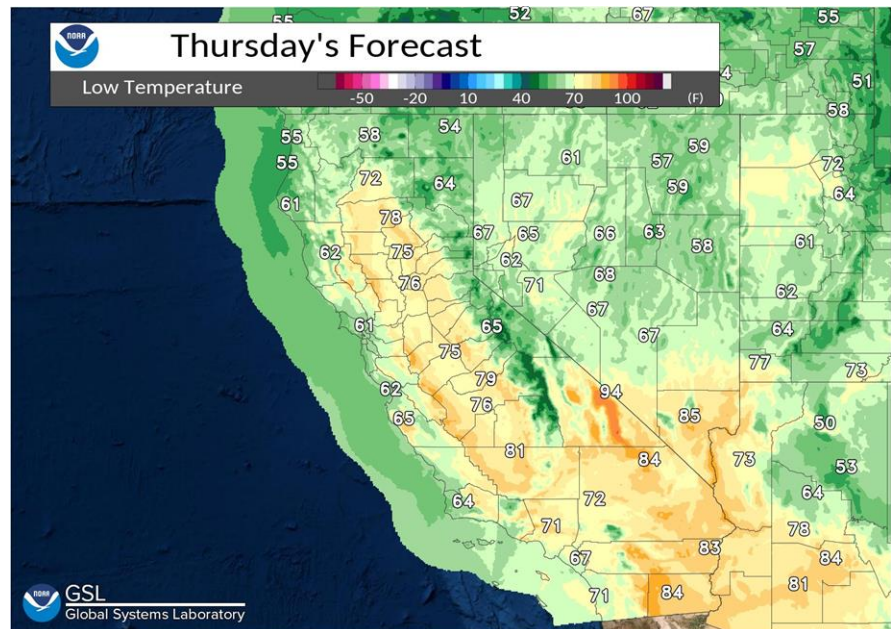 55 52 67 55
NOAA
Thursday's Forecast
57
Low Temperature
-50 -20 10 40 70 100 (F)
51
58
55 58 54 59
55 61 57 72
72 64 59 64
61 78 67
62 75 67 65 66 63 58 61
76 62 68 62
71
61 65 67 67 64
75 77 73
62 79 94
65 76 85 50
81 84 73 53
64 72 64
71 78
67 83 84
71 84 81
NOAA
GSL
Global Systems Laboratory